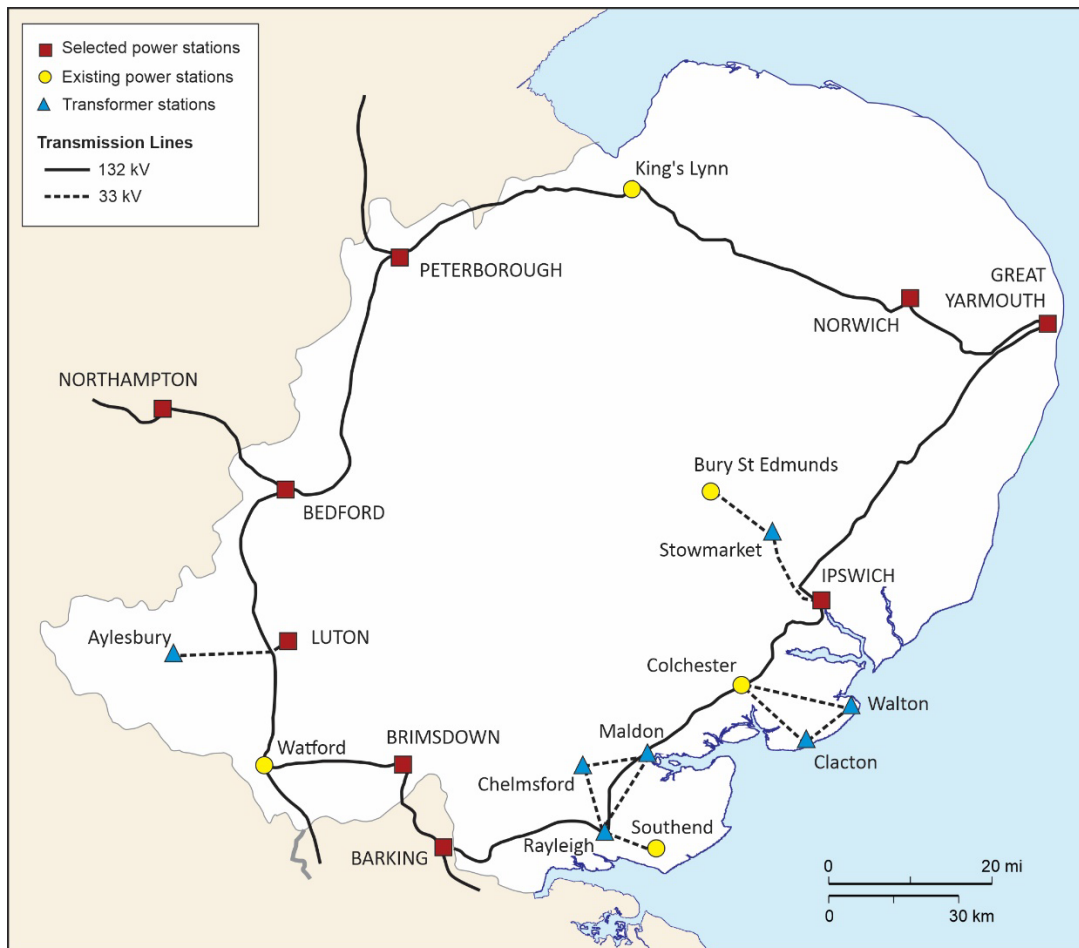 Selected power stations
Existing power stations
Transformer stations
Transmission Lines
132 kV
33 kV
King's Lynn
PETERBOROUGH
GREAT
YARMOUTH
NORWICH
NORTHAMPTON
BEDFORD
Bury St Edmunds
Stowmarket
IPSWICH
Aylesbury
LUTON
Colchester
Walton
Clacton
Maldon
Watford
BRIMSDOWN
Chelmsford
Rayleigh
Southend
BARKING
0 20 mi
0 30 km